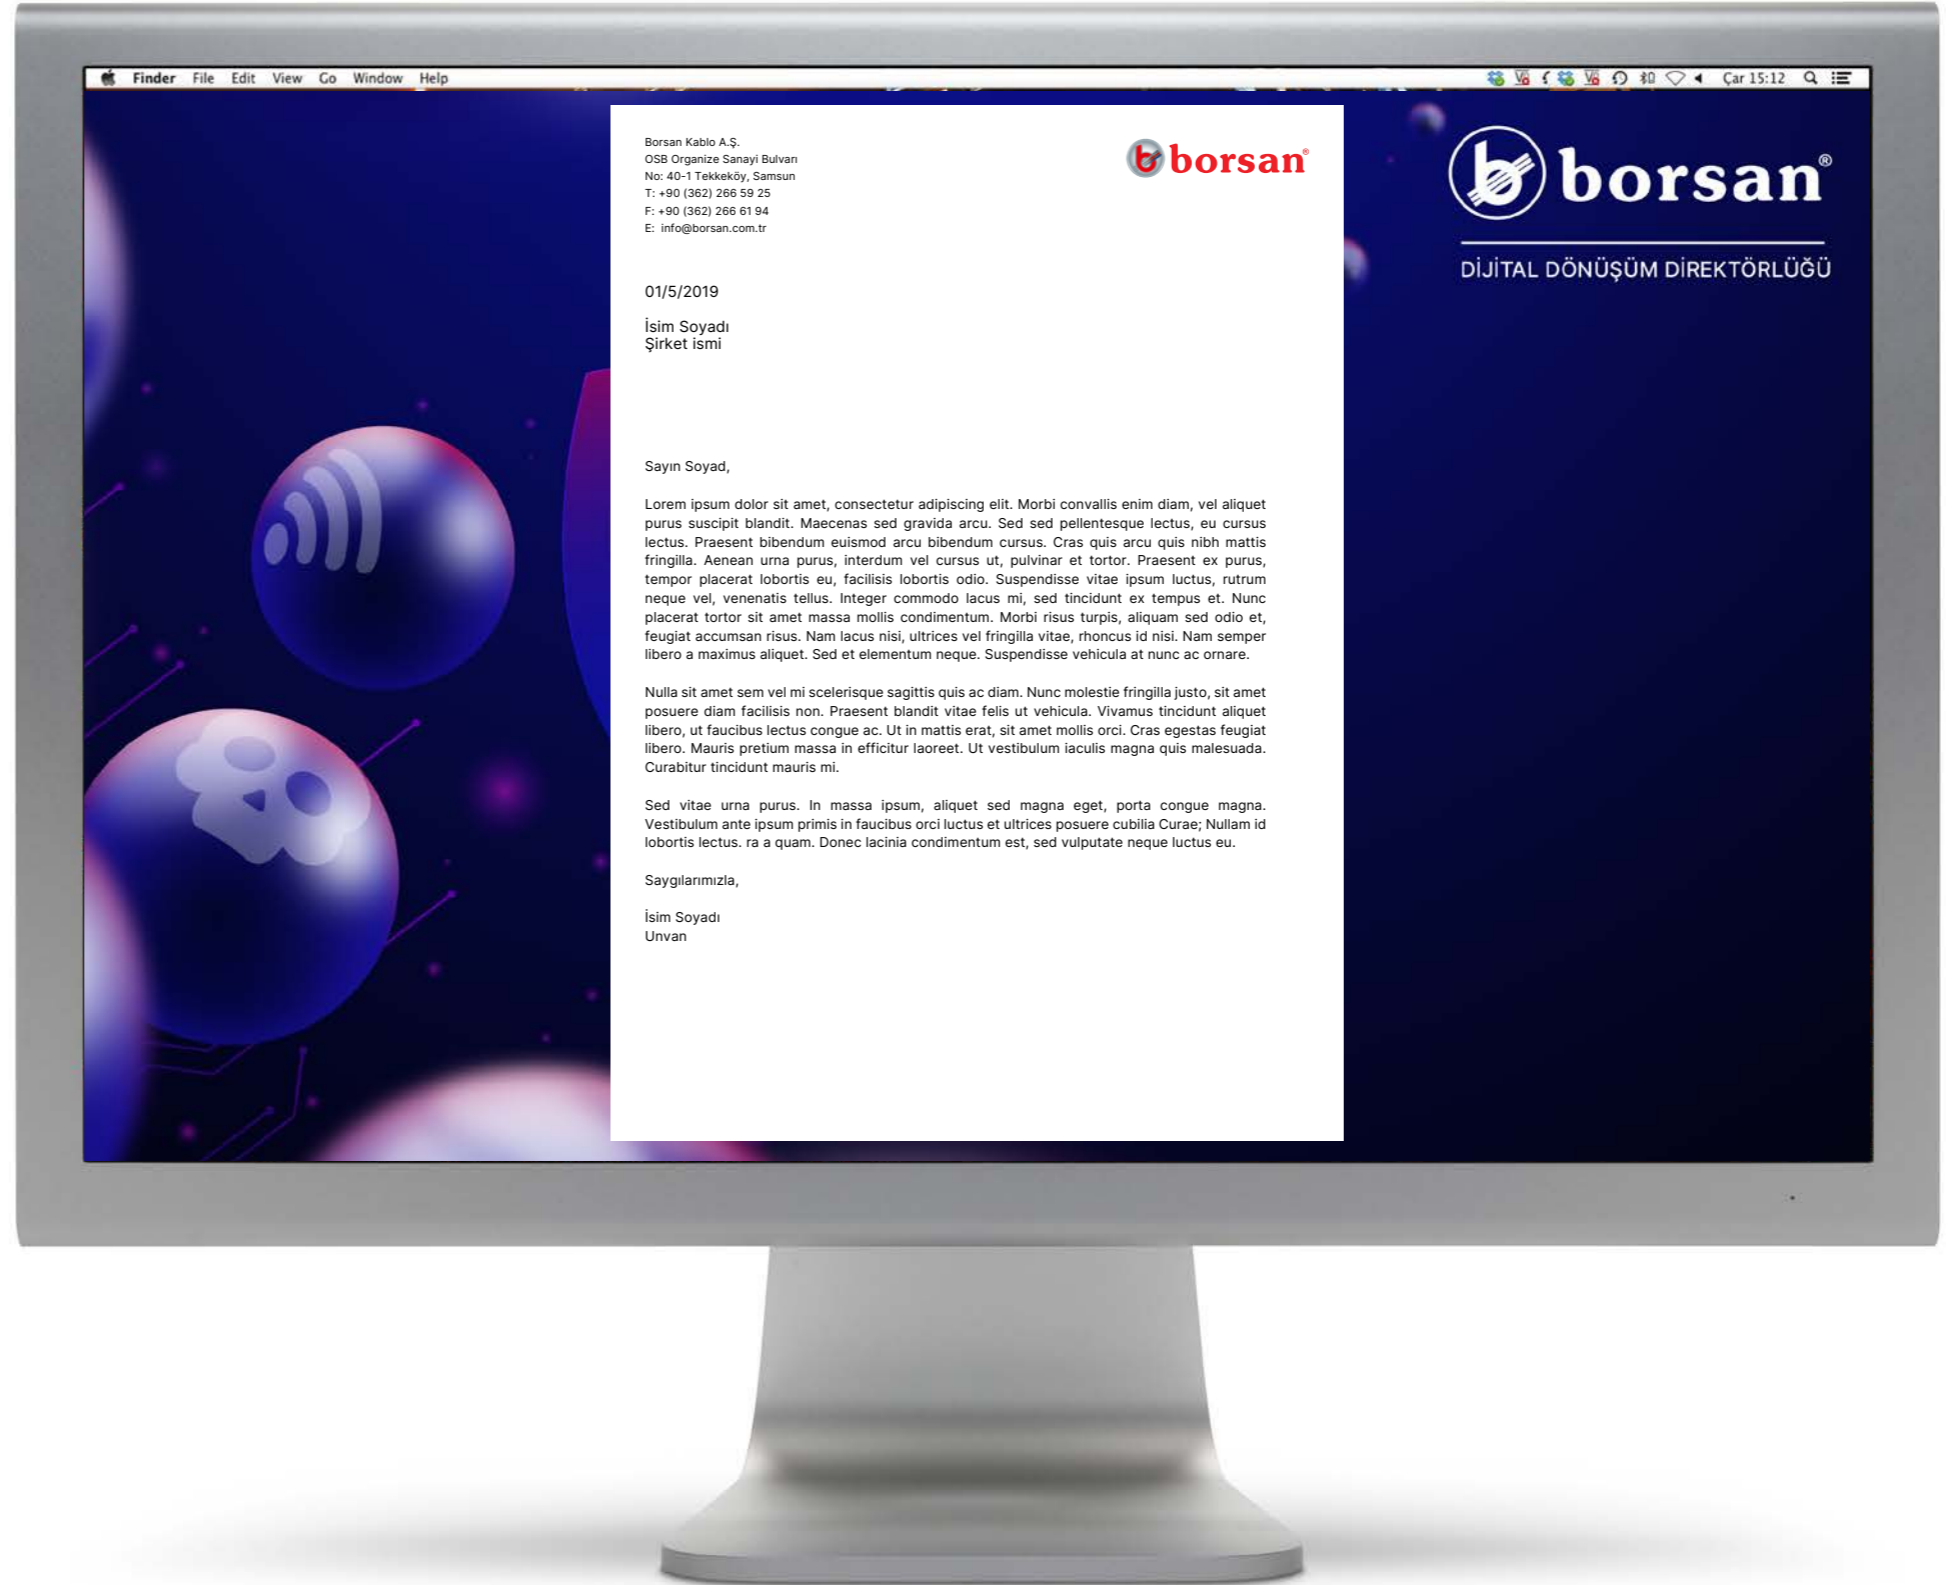 Finder File Edit View Go Window Help
Çar 15:12
Borsan Kablo A.Ş.
OSB Organize Sanayi Bulvarı
No: 40-1 Tekkeköy, Samsun
T: +90 (362) 266 59 25
F: +90 (362) 266 61 94
E: info@borsan.com.tr
borsan®
borsan®
DİJİTAL DÖNÜŞÜM DİREKTÖRLÜĞÜ
01/5/2019
İsim Soyadı
Şirket ismi
Sayın Soyad,
Lorem ipsum dolor sit amet, consectetur adipiscing elit. Morbi convallis enim diam, vel aliquet
purus suscipit blandit. Maecenas sed gravida arcu. Sed sed pellentesque lectus, eu cursus
lectus. Praesent bibendum euismod arcu bibendum cursus. Cras quis arcu quis nibh mattis
fringilla. Aenean urna purus, interdum vel cursus ut, pulvinar et tortor. Praesent ex purus,
tempor placerat lobortis eu, facilisis lobortis odio. Suspendisse vitae ipsum luctus, rutrum
neque vel, venenatis tellus. Integer commodo lacus mi, sed tincidunt ex tempus et. Nunc
placerat tortor sit amet massa mollis condimentum. Morbi risus turpis, aliquam sed odio et,
feugiat accumsan risus. Nam lacus nisi, ultrices vel fringilla vitae, rhoncus id nisi. Nam semper
libero a maximus aliquet. Sed et elementum neque. Suspendisse vehicula at nunc ac ornare.
Nulla sit amet sem vel mi scelerisque sagittis quis ac diam. Nunc molestie fringilla justo, sit amet
posuere diam facilisis non. Praesent blandit vitae felis ut vehicula. Vivamus tincidunt aliquet
libero, ut faucibus lectus congue ac. Ut in mattis erat, sit amet mollis orci. Cras egestas feugiat
libero. Mauris pretium massa in efficitur laoreet. Ut vestibulum iaculis magna quis malesuada.
Curabitur tincidunt mauris mi.
Sed vitae urna purus. In massa ipsum, aliquet sed magna eget, porta congue magna.
Vestibulum ante ipsum primis in faucibus orci luctus et ultrices posuere cubilia Curae; Nullam id
lobortis lectus. ra a quam. Donec lacinia condimentum est, sed vulputate neque luctus eu.
Saygılarımızla,
İsim Soyadı
Unvan